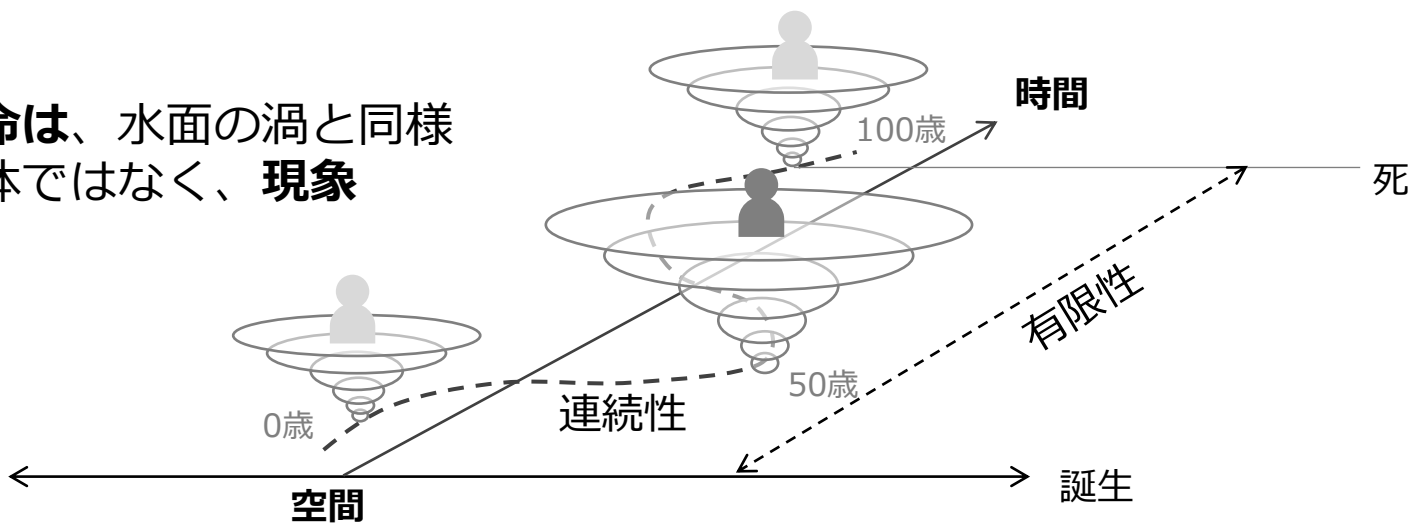 命は、水面の渦と同様
体ではなく、現象
時間
100歳
死
有限性
50歳
連続性
0歳
誕生
空間